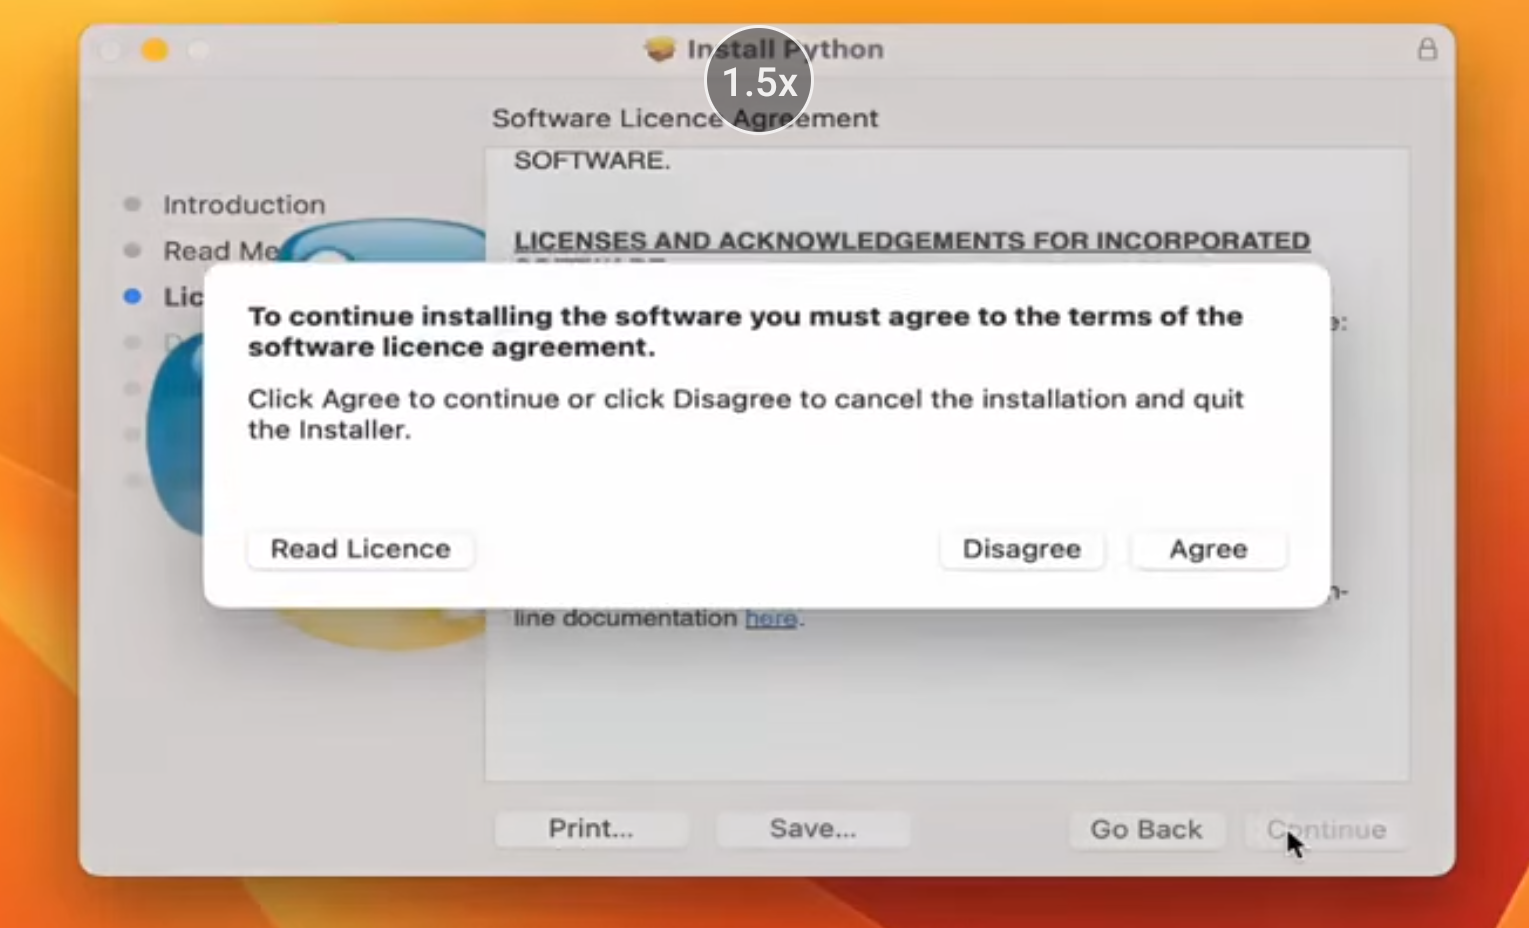 Install Python
1.5x
Software Licence Agreement
SOFTWARE.
Introduction
Read Me
LICENSES AND ACKNOWLEDGEMENTS FOR INCORPORATED
Lic
To continue installing the software you must agree to the terms of the
software licence agreement.
Click Agree to continue or click Disagree to cancel the installation and quit
the Installer.
Read Licence
Disagree
Agree
line documentation here.
Print...
Save...
Go Back
Continue